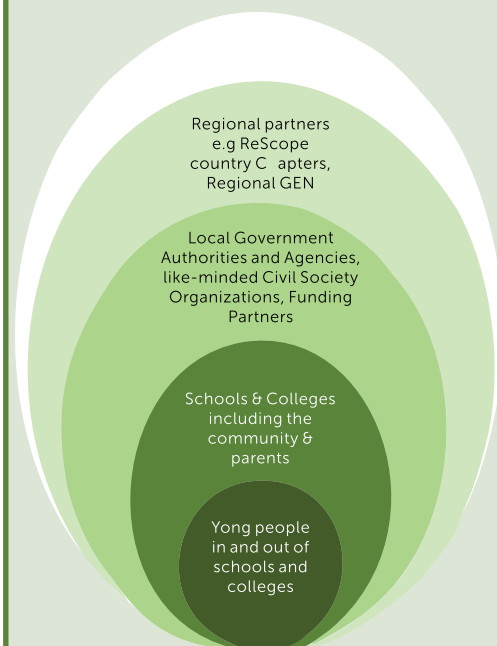 Regional partners
e.g ReScope
country C apters,
Regional GEN
Local Government
Authorities and Agencies,
like-minded Civil Society
Organizations, Funding
Partners
Schools & Colleges
including the
community &
parents
Yong people
in and out of
schools and
colleges